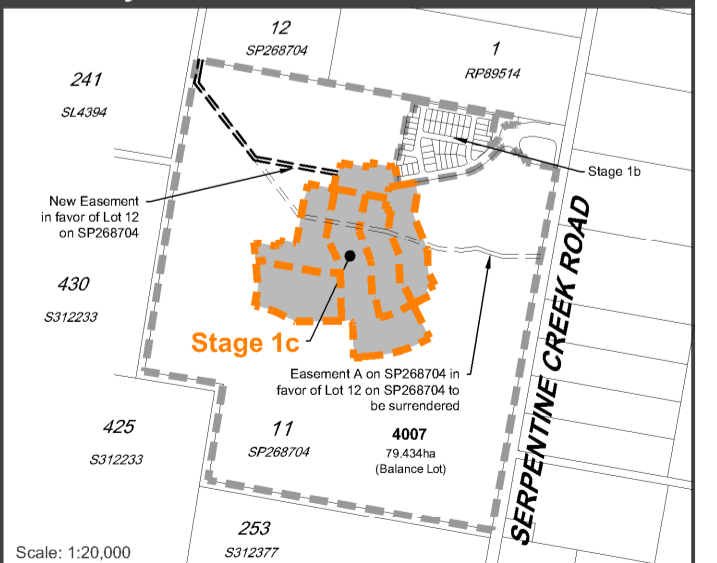 12
SP268704
1
RP89514
241
SL4394
Stage 1b
New Easement
in favor of Lot 12
on SP268704
SERPENTINE CREEK ROAD
430
S312233
Stage 1c
Easement A on SP268704 in
favor of Lot 12 on SP268704 to
be surrendered
425
S312233
11
SP268704
4007
79.434ha
(Balance Lot)
253
S312377
Scale: 1:20,000